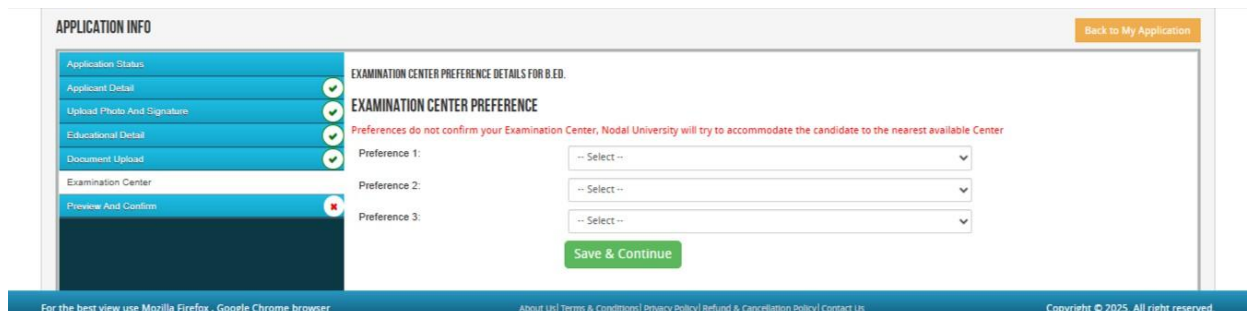 APPLICATION INFO
Back to My Application
Application Status
Applicant Detail
Upload Photo And Signature
Educational Detail
Document Upload
Examination Center
Preview And Confirm
EXAMINATION CENTER PREFERENCE DETAILS FOR B.ED.
EXAMINATION CENTER PREFERENCE
Preferences do not confirm your Examination Center, Nodal University will try to accommodate the candidate to the nearest available Center
Preference 1: -- Select --
Preference 2: -- Select --
Preference 3: -- Select --
Save & Continue
For the best view use Mozilla Firefox , Google Chrome browser
About Us| Terms & Conditions| Privacy Policy| Refund & Cancellation Policy| Contact Us
Copyright © 2025. All right reserved